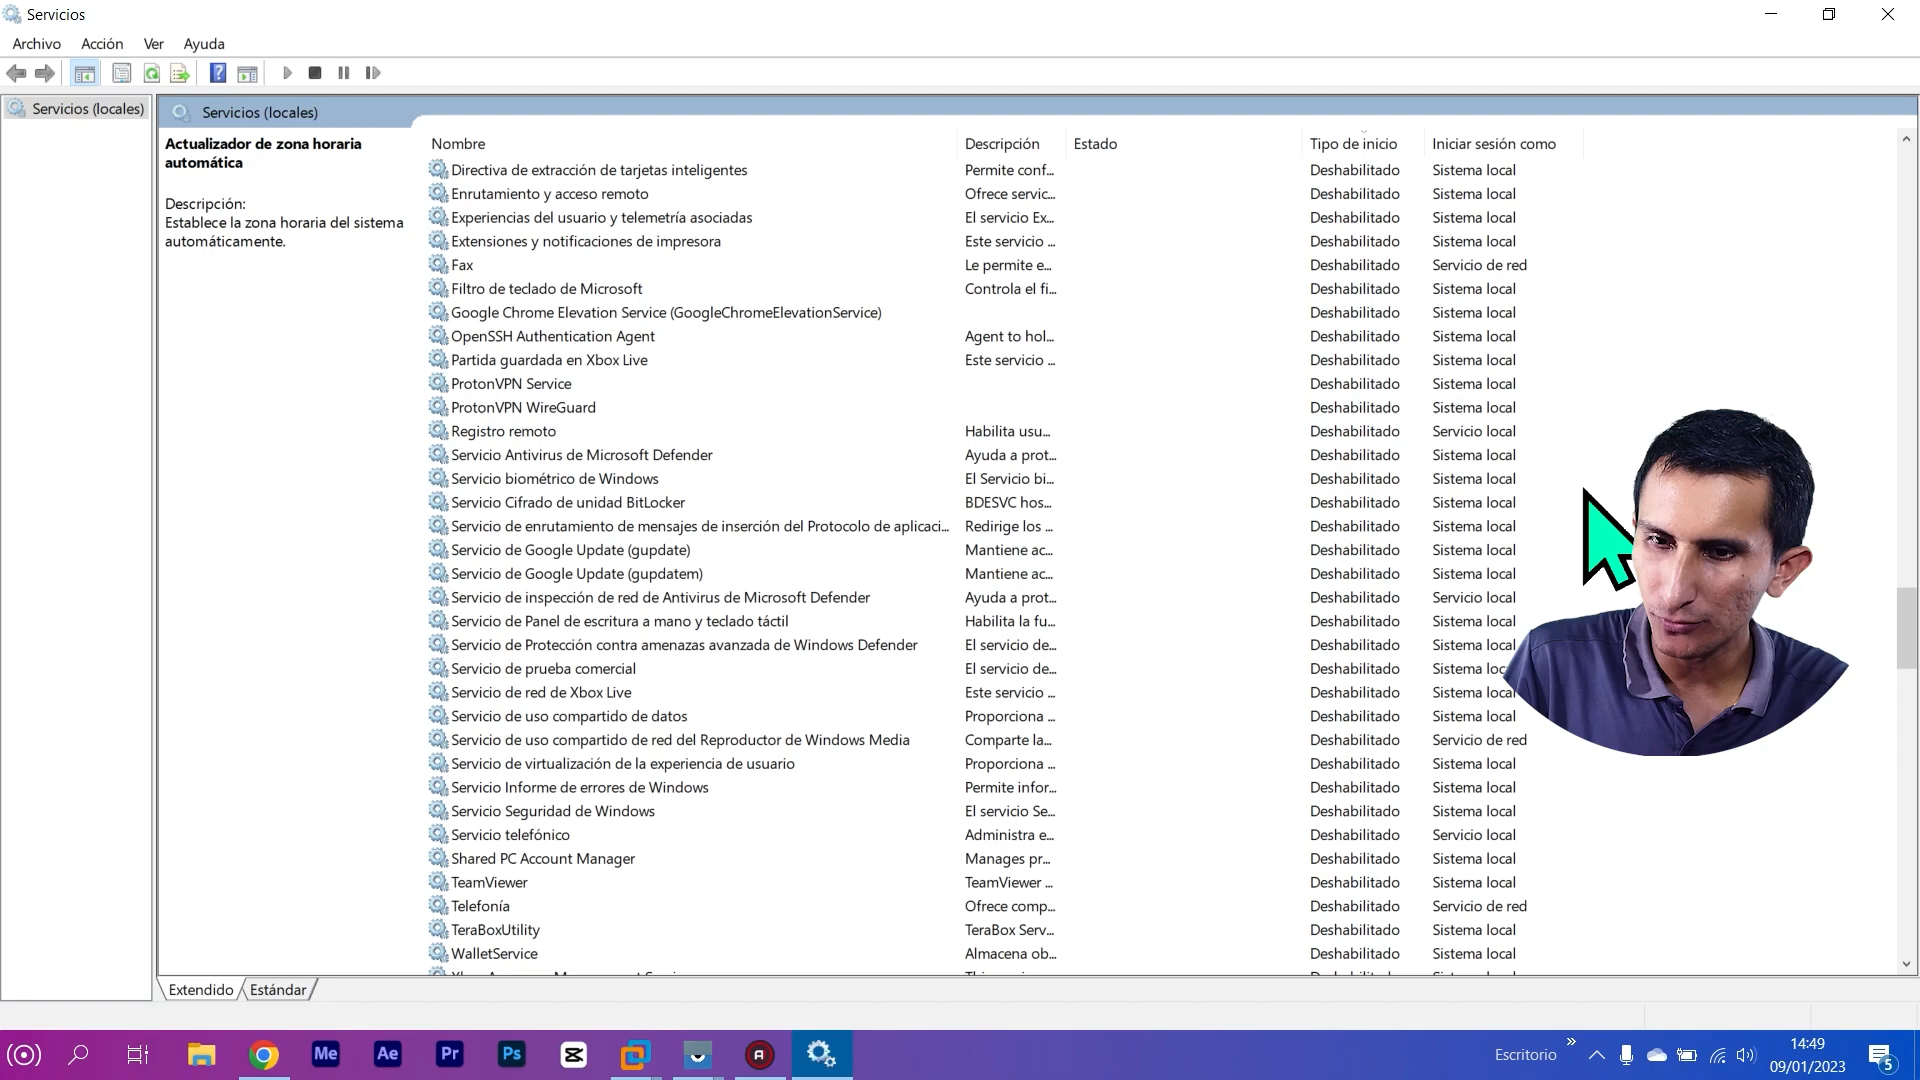 Servicios
Archivo Acción Ver Ayuda
Servicios (locales)
Servicios (locales)
Actualizador de zona horaria
automática
Descripción:
Establece la zona horaria del sistema
automáticamente.
Nombre Descripción Estado Tipo de inicio Iniciar sesión como
Directiva de extracción de tarjetas inteligentes Permite conf... Deshabilitado Sistema local
Enrutamiento y acceso remoto Ofrece servic... Deshabilitado Sistema local
Experiencias del usuario y telemetría asociadas El servicio Ex... Deshabilitado Sistema local
Extensiones y notificaciones de impresora Este servicio ... Deshabilitado Sistema local
Fax Le permite e... Deshabilitado Servicio de red
Filtro de teclado de Microsoft Controla el fi... Deshabilitado Sistema local
Google Chrome Elevation Service (GoogleChromeElevationService) Deshabilitado Sistema local
OpenSSH Authentication Agent Agent to hol... Deshabilitado Sistema local
Partida guardada en Xbox Live Este servicio ... Deshabilitado Sistema local
ProtonVPN Service Deshabilitado Sistema local
ProtonVPN WireGuard Deshabilitado Sistema local
Registro remoto Habilita usu... Deshabilitado Servicio local
Servicio Antivirus de Microsoft Defender Ayuda a prot... Deshabilitado Sistema local
Servicio biométrico de Windows El Servicio bi... Deshabilitado Sistema local
Servicio Cifrado de unidad BitLocker BDESVC hos... Deshabilitado Sistema local
Servicio de enrutamiento de mensajes de inserción del Protocolo de aplicaci... Redirige los ... Deshabilitado Sistema local
Servicio de Google Update (gupdate) Mantiene ac... Deshabilitado Sistema local
Servicio de Google Update (gupdatem) Mantiene ac... Deshabilitado Sistema local
Servicio de inspección de red de Antivirus de Microsoft Defender Ayuda a prot... Deshabilitado Servicio local
Servicio de Panel de escritura a mano y teclado táctil Habilita la fu... Deshabilitado Sistema local
Servicio de Protección contra amenazas avanzada de Windows Defender El servicio de... Deshabilitado Sistema local
Servicio de prueba comercial El servicio de... Deshabilitado Sistema loc
Servicio de red de Xbox Live Este servicio ... Deshabilitado Sistema local
Servicio de uso compartido de datos Proporciona ... Deshabilitado Sistema local
Servicio de uso compartido de red del Reproductor de Windows Media Comparte la... Deshabilitado Servicio de red
Servicio de virtualización de la experiencia de usuario Proporciona ... Deshabilitado Sistema local
Servicio Informe de errores de Windows Permite infor... Deshabilitado Sistema local
Servicio Seguridad de Windows El servicio Se... Deshabilitado Sistema local
Servicio telefónico Administra e... Deshabilitado Servicio local
Shared PC Account Manager Manages pr... Deshabilitado Sistema local
TeamViewer TeamViewer ... Deshabilitado Sistema local
Telefonía Ofrece comp... Deshabilitado Servicio de red
TeraBoxUtility TeraBox Serv... Deshabilitado Sistema local
WalletService Almacena ob... Deshabilitado Sistema local
Extendido Estándar
Me Ae Pr Ps
Escritorio
14:49
09/01/2023
5